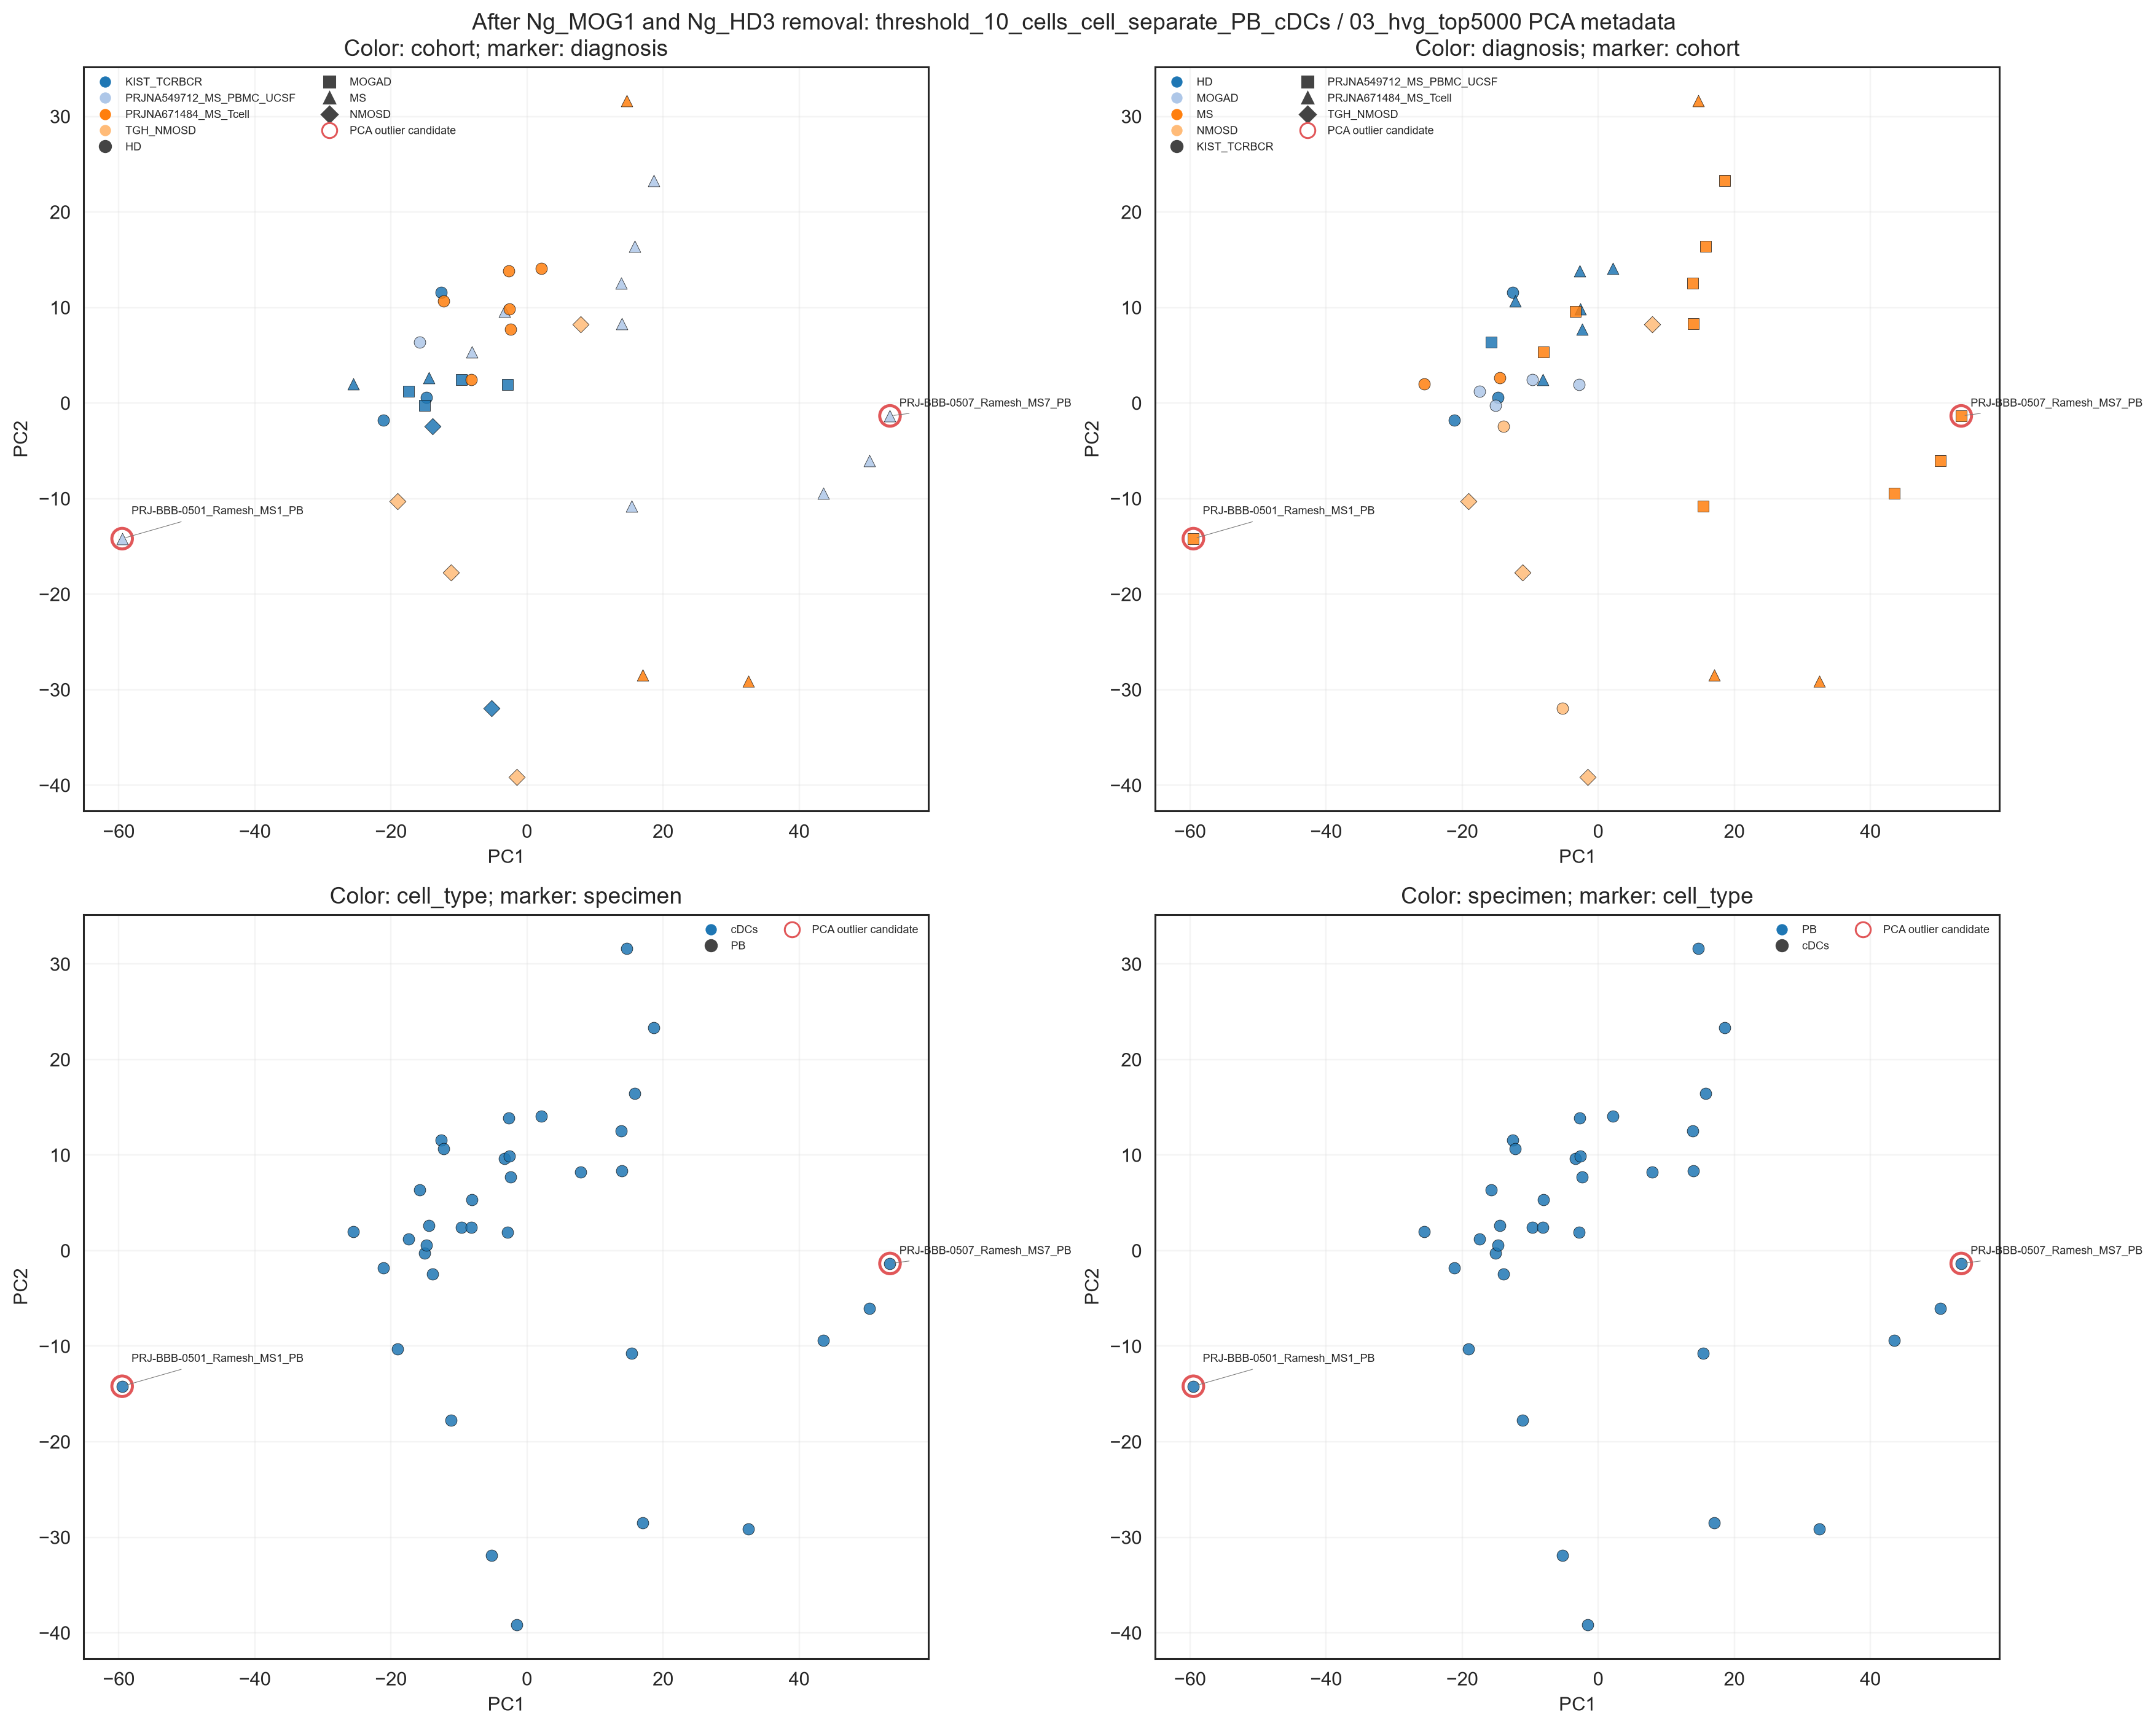 After Ng_MOG1 and Ng_HD3 removal: threshold_10_cells_cell_separate_PB_cDCs / 03_hvg_top5000 PCA metadata
Color: cohort; marker: diagnosis
KIST_TCRBCR
PRJNA549712_MS_PBMC_UCSF
PRJNA671484_MS_Tcell
TGH_NMOSD
HD
MOGAD
MS
NMOSD
PCA outlier candidate
30
20
10
0
−10
−20
−30
−40
PC2
PRJ-BBB-0507_Ramesh_MS7_PB
PRJ-BBB-0501_Ramesh_MS1_PB
−60 −40 −20 0 20 40
PC1
Color: diagnosis; marker: cohort
HD
MOGAD
MS
NMOSD
KIST_TCRBCR
PRJNA549712_MS_PBMC_UCSF
PRJNA671484_MS_Tcell
TGH_NMOSD
PCA outlier candidate
30
20
10
0
−10
−20
−30
−40
PC2
PRJ-BBB-0507_Ramesh_MS7_PB
PRJ-BBB-0501_Ramesh_MS1_PB
−60 −40 −20 0 20 40
PC1
Color: cell_type; marker: specimen
cDCs
PB
PCA outlier candidate
30
20
10
0
−10
−20
−30
−40
PC2
PRJ-BBB-0507_Ramesh_MS7_PB
PRJ-BBB-0501_Ramesh_MS1_PB
−60 −40 −20 0 20 40
PC1
Color: specimen; marker: cell_type
PB
cDCs
PCA outlier candidate
30
20
10
0
−10
−20
−30
−40
PC2
PRJ-BBB-0507_Ramesh_MS7_PB
PRJ-BBB-0501_Ramesh_MS1_PB
−60 −40 −20 0 20 40
PC1